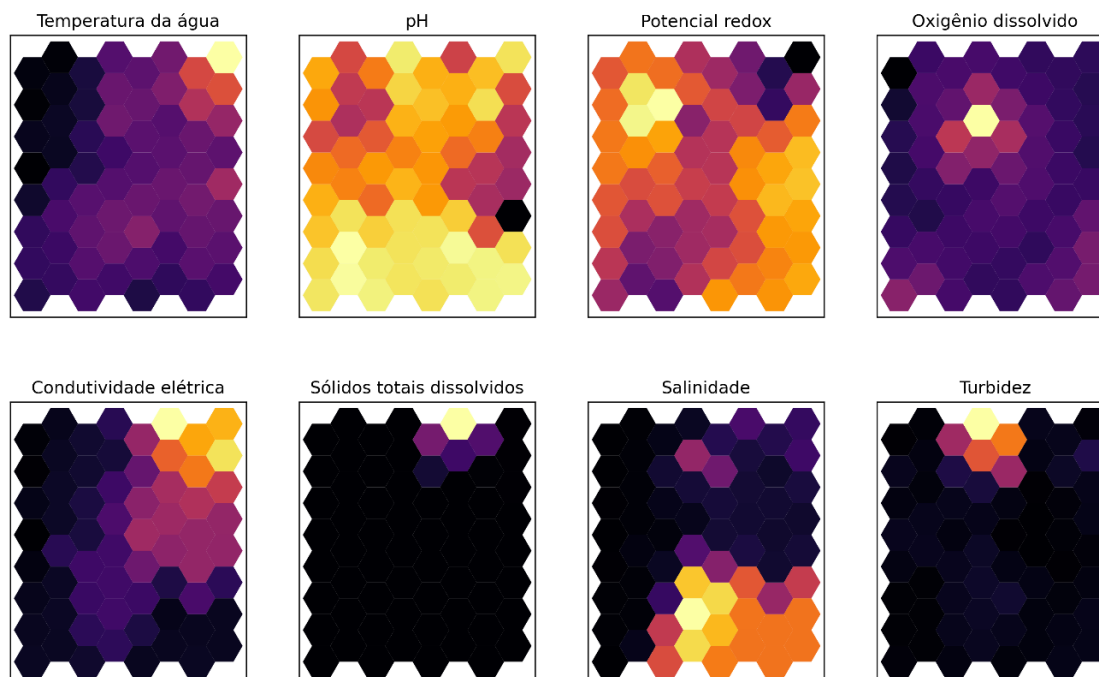 Temperatura da água
pH
Potencial redox
Oxigênio dissolvido
Condutividade elétrica
Sólidos totais dissolvidos
Salinidade
Turbidez